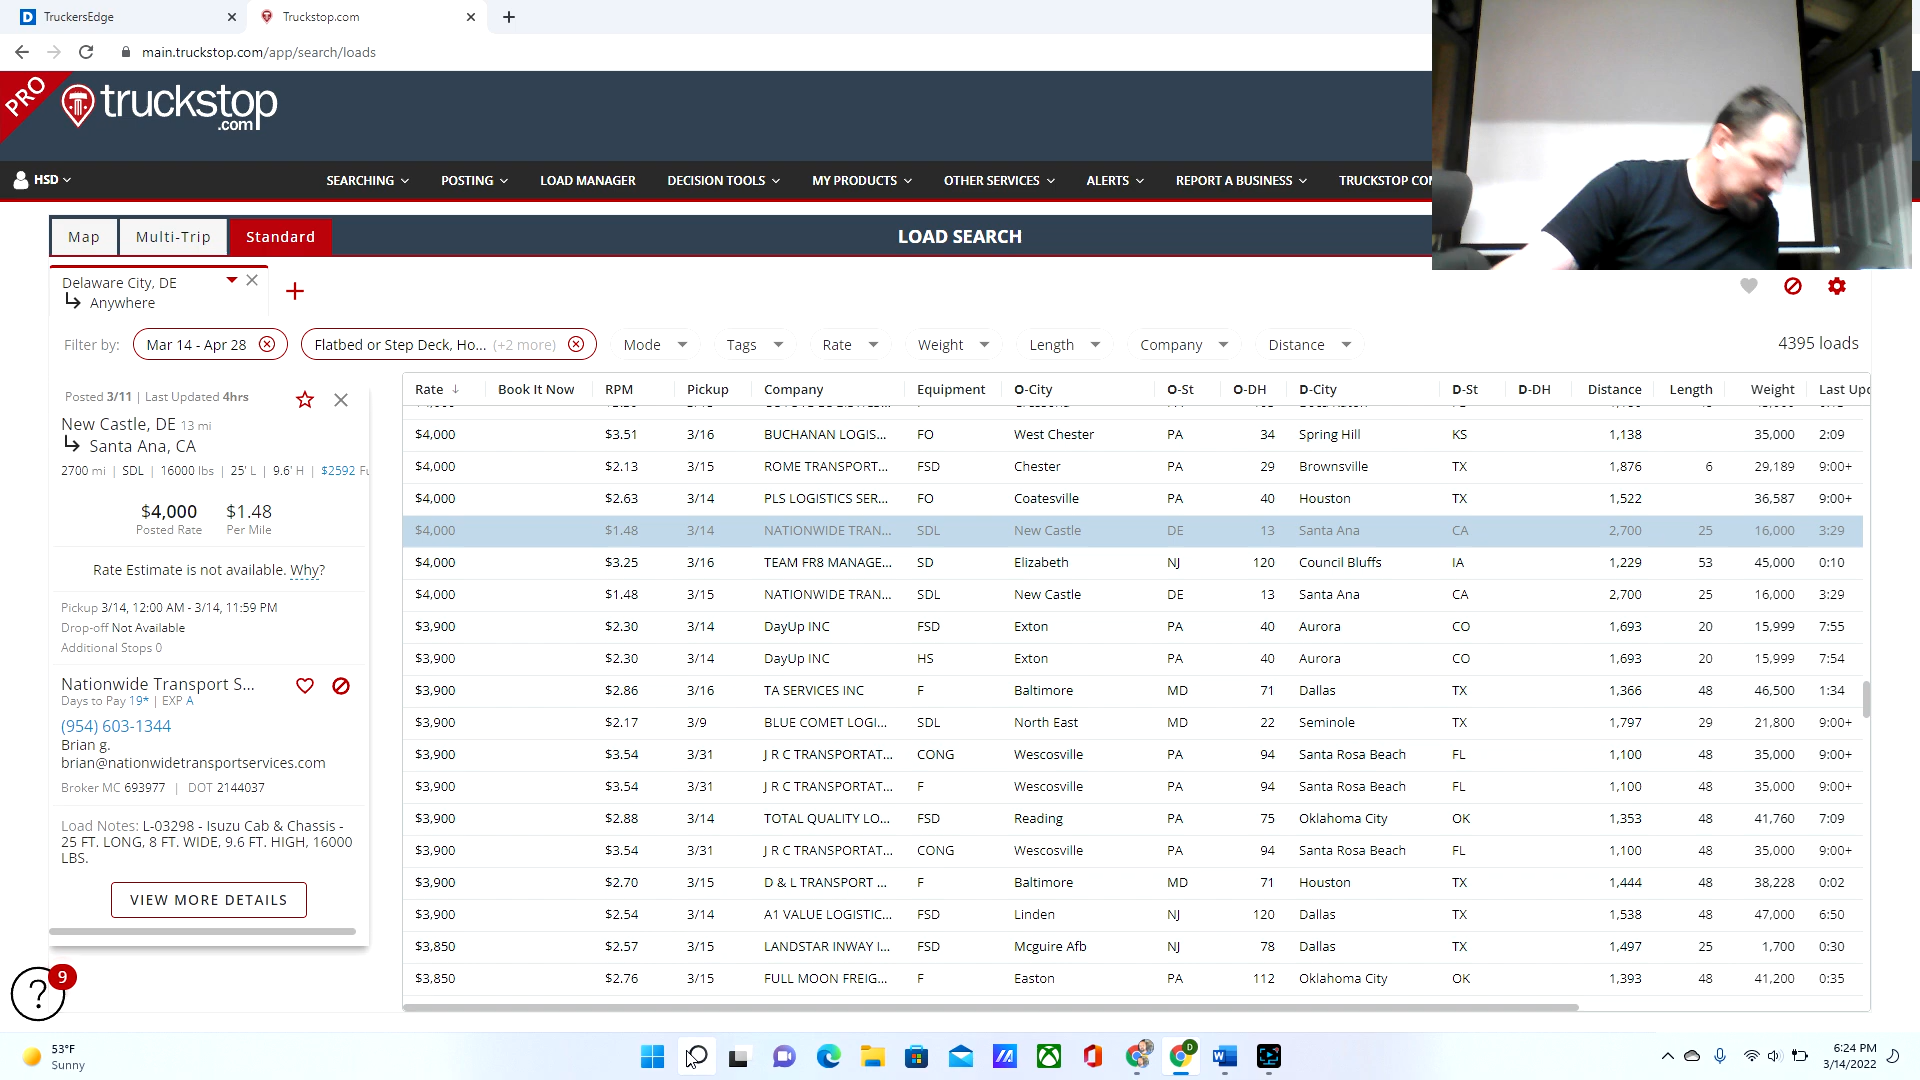 TruckersEdge
Truckstop.com
main.truckstop.com/app/search/loads
PRO
truckstop
.com
HSD
SEARCHING
POSTING
LOAD MANAGER
DECISION TOOLS
MY PRODUCTS
OTHER SERVICES
ALERTS
REPORT A BUSINESS
TRUCKSTOP CO
Map
Multi-Trip
Standard
LOAD SEARCH
Delaware City, DE
Anywhere
Filter by:
Mar 14 - Apr 28
Flatbed or Step Deck, Ho... (+2 more)
Mode
Tags
Rate
Weight
Length
Company
Distance
4395 loads
Posted 3/11 | Last Updated 4hrs
New Castle, DE 13 mi
Santa Ana, CA
2700 mi | SDL | 16000 lbs | 25' L | 9.6' H | $2592 Fu
$4,000 $1.48
Posted Rate Per Mile
Rate Estimate is not available. Why?
Pickup 3/14, 12:00 AM - 3/14, 11:59 PM
Drop-off Not Available
Additional Stops 0
Nationwide Transport S...
Days to Pay 19* | EXP A
(954) 603-1344
Brian g.
brian@nationwidetransportservices.com
Broker MC 693977 | DOT 2144037
Load Notes: L-03298 - Isuzu Cab & Chassis -
25 FT. LONG, 8 FT. WIDE, 9.6 FT. HIGH, 16000
LBS.
VIEW MORE DETAILS
9
?
Rate Book It Now RPM Pickup Company Equipment O-City O-St O-DH D-City D-St D-DH Distance Length Weight Last Upd
$4,000 $3.51 3/16 BUCHANAN LOGIS... FO West Chester PA 34 Spring Hill KS 1,138 35,000 2:09
$4,000 $2.13 3/15 ROME TRANSPORT... FSD Chester PA 29 Brownsville TX 1,876 6 29,189 9:00+
$4,000 $2.63 3/14 PLS LOGISTICS SER... FO Coatesville PA 40 Houston TX 1,522 36,587 9:00+
$4,000 $1.48 3/14 NATIONWIDE TRAN... SDL New Castle DE 13 Santa Ana CA 2,700 25 16,000 3:29
$4,000 $3.25 3/16 TEAM FR8 MANAGE... SD Elizabeth NJ 120 Council Bluffs IA 1,229 53 45,000 0:10
$4,000 $1.48 3/15 NATIONWIDE TRAN... SDL New Castle DE 13 Santa Ana CA 2,700 25 16,000 3:29
$3,900 $2.30 3/14 DayUp INC FSD Exton PA 40 Aurora CO 1,693 20 15,999 7:55
$3,900 $2.30 3/14 DayUp INC HS Exton PA 40 Aurora CO 1,693 20 15,999 7:54
$3,900 $2.86 3/16 TA SERVICES INC F Baltimore MD 71 Dallas TX 1,366 48 46,500 1:34
$3,900 $2.17 3/9 BLUE COMET LOGI... SDL North East MD 22 Seminole TX 1,797 29 21,800 9:00+
$3,900 $3.54 3/31 J R C TRANSPORTAT... CONG Wescosville PA 94 Santa Rosa Beach FL 1,100 48 35,000 9:00+
$3,900 $3.54 3/31 J R C TRANSPORTAT... F Wescosville PA 94 Santa Rosa Beach FL 1,100 48 35,000 9:00+
$3,900 $2.88 3/14 TOTAL QUALITY LO... FSD Reading PA 75 Oklahoma City OK 1,353 48 41,760 7:09
$3,900 $3.54 3/31 J R C TRANSPORTAT... CONG Wescosville PA 94 Santa Rosa Beach FL 1,100 48 35,000 9:00+
$3,900 $2.70 3/15 D & L TRANSPORT ... F Baltimore MD 71 Houston TX 1,444 48 38,228 0:02
$3,900 $2.54 3/14 A1 VALUE LOGISTIC... FSD Linden NJ 120 Dallas TX 1,538 48 47,000 6:50
$3,850 $2.57 3/15 LANDSTAR INWAY I... FSD Mcguire Afb NJ 78 Dallas TX 1,497 25 1,700 0:30
$3,850 $2.76 3/15 FULL MOON FREIG... F Easton PA 112 Oklahoma City OK 1,393 48 41,200 0:35
53°F
Sunny
6:24 PM
3/14/2022